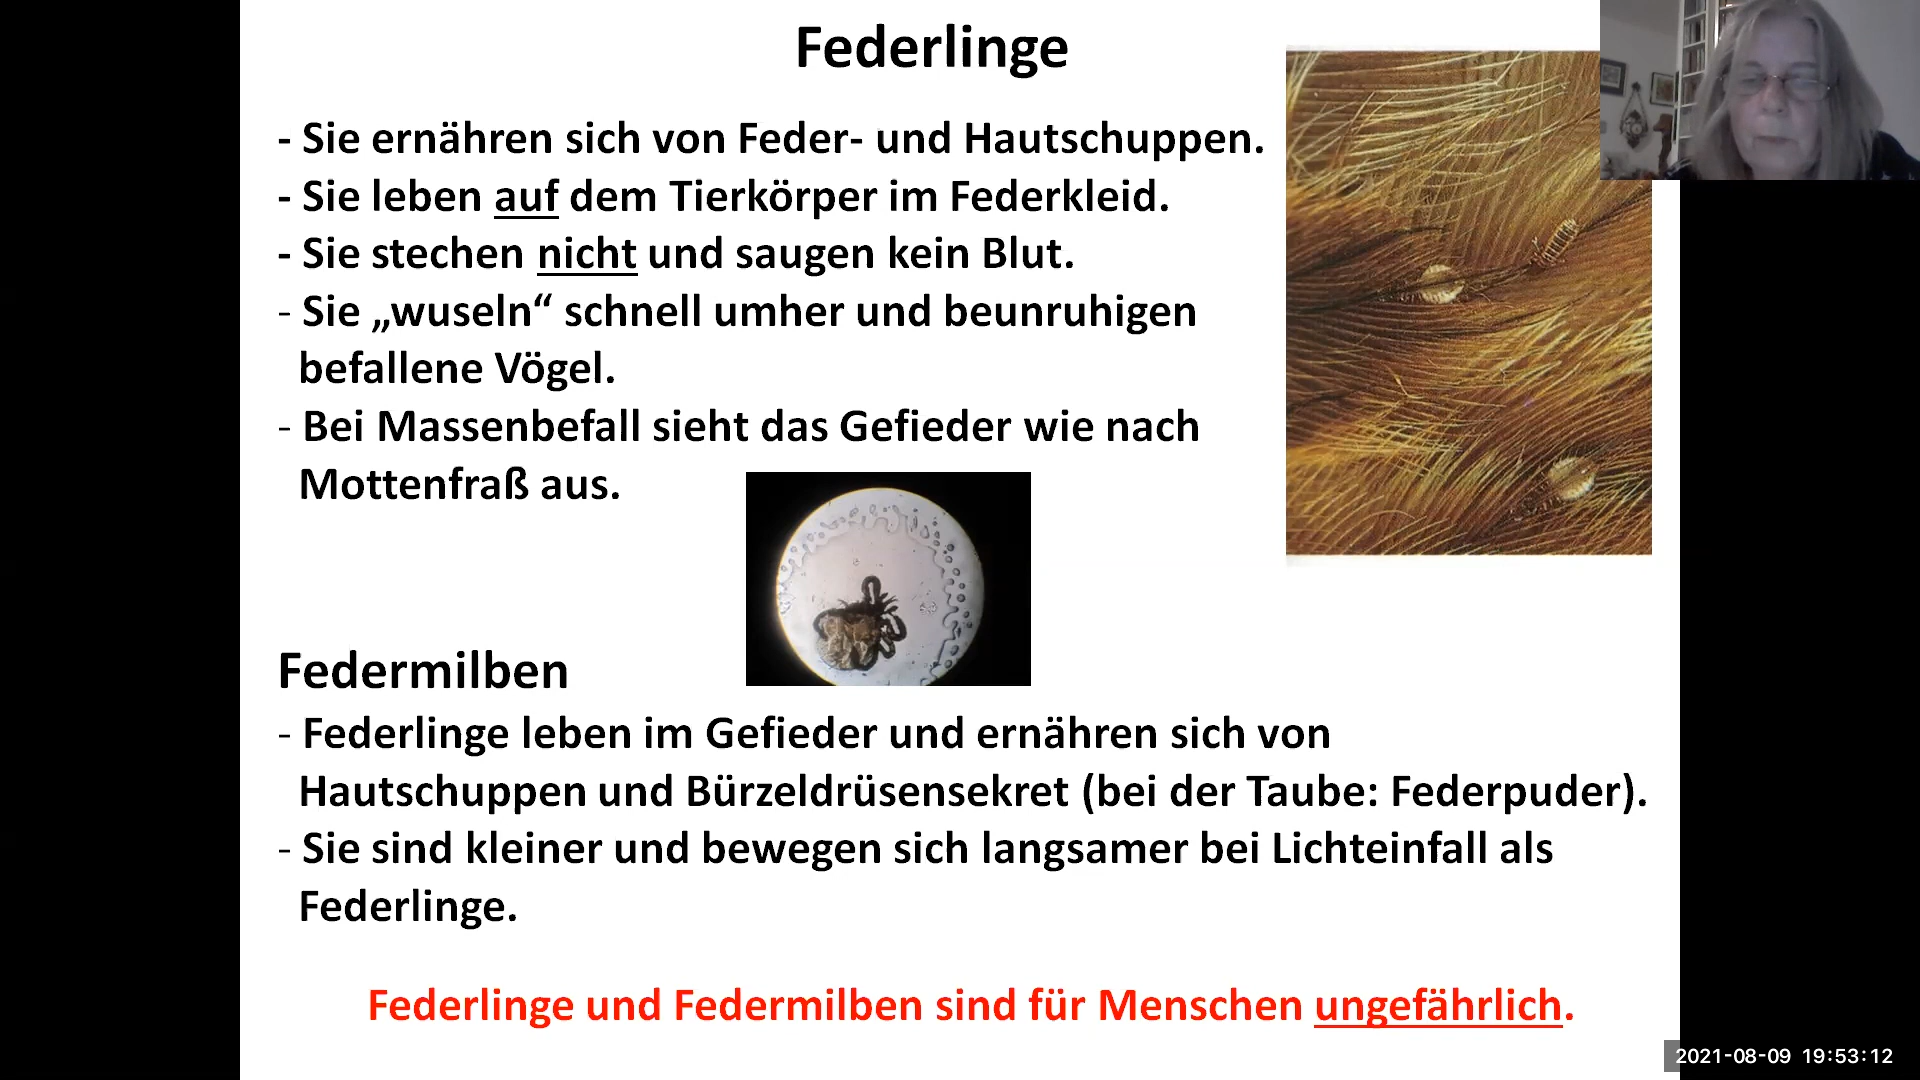 Federlinge
- Sie ernähren sich von Feder- und Hautschuppen.
- Sie leben auf dem Tierkörper im Federkleid.
- Sie stechen nicht und saugen kein Blut.
- Sie „wuseln“ schnell umher und beunruhigen
befallene Vögel.
- Bei Massenbefall sieht das Gefieder wie nach
Mottenfraß aus.
Federmilben
- Federlinge leben im Gefieder und ernähren sich von
Hautschuppen und Bürzeldrüsensekret (bei der Taube: Federpuder).
- Sie sind kleiner und bewegen sich langsamer bei Lichteinfall als
Federlinge.
Federlinge und Federmilben sind für Menschen ungefährlich.
2021-08-09 19:53:12